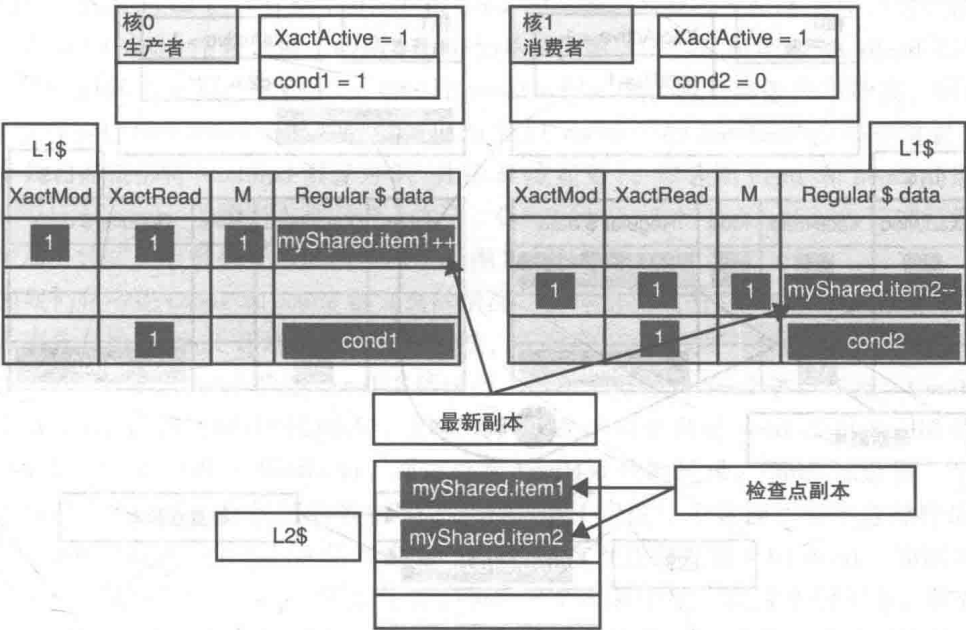 核0
生产者
XactActive = 1
cond1 = 1
核1
消费者
XactActive = 1
cond2 = 0
L1$
XactMod XactRead M Regular $ data
1 1 1 myShared.item1++
1 cond1
L1$
XactMod XactRead M Regular $ data
1 1 1 myShared.item2--
1 cond2
最新副本
L2$
myShared.item1
myShared.item2
检查点副本